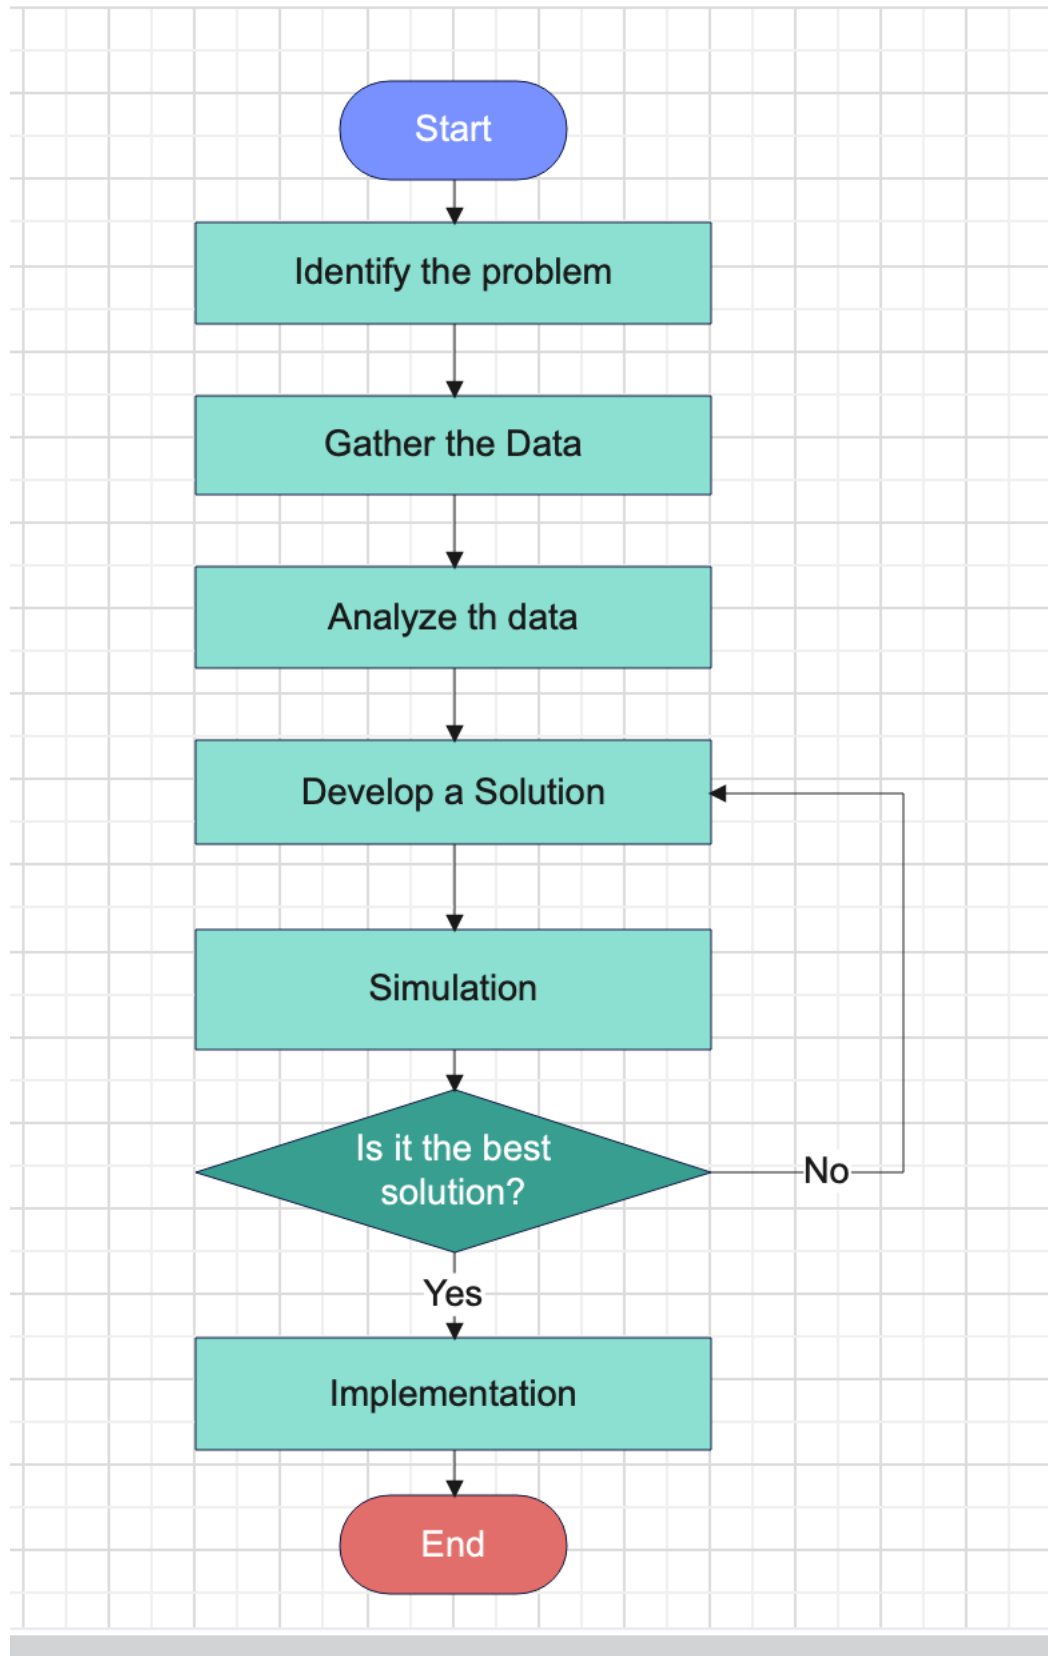 Start
Identify the problem
Gather the Data
Analyze th data
Develop a Solution
Simulation
Is it the best
solution?
No
Yes
Implementation
End